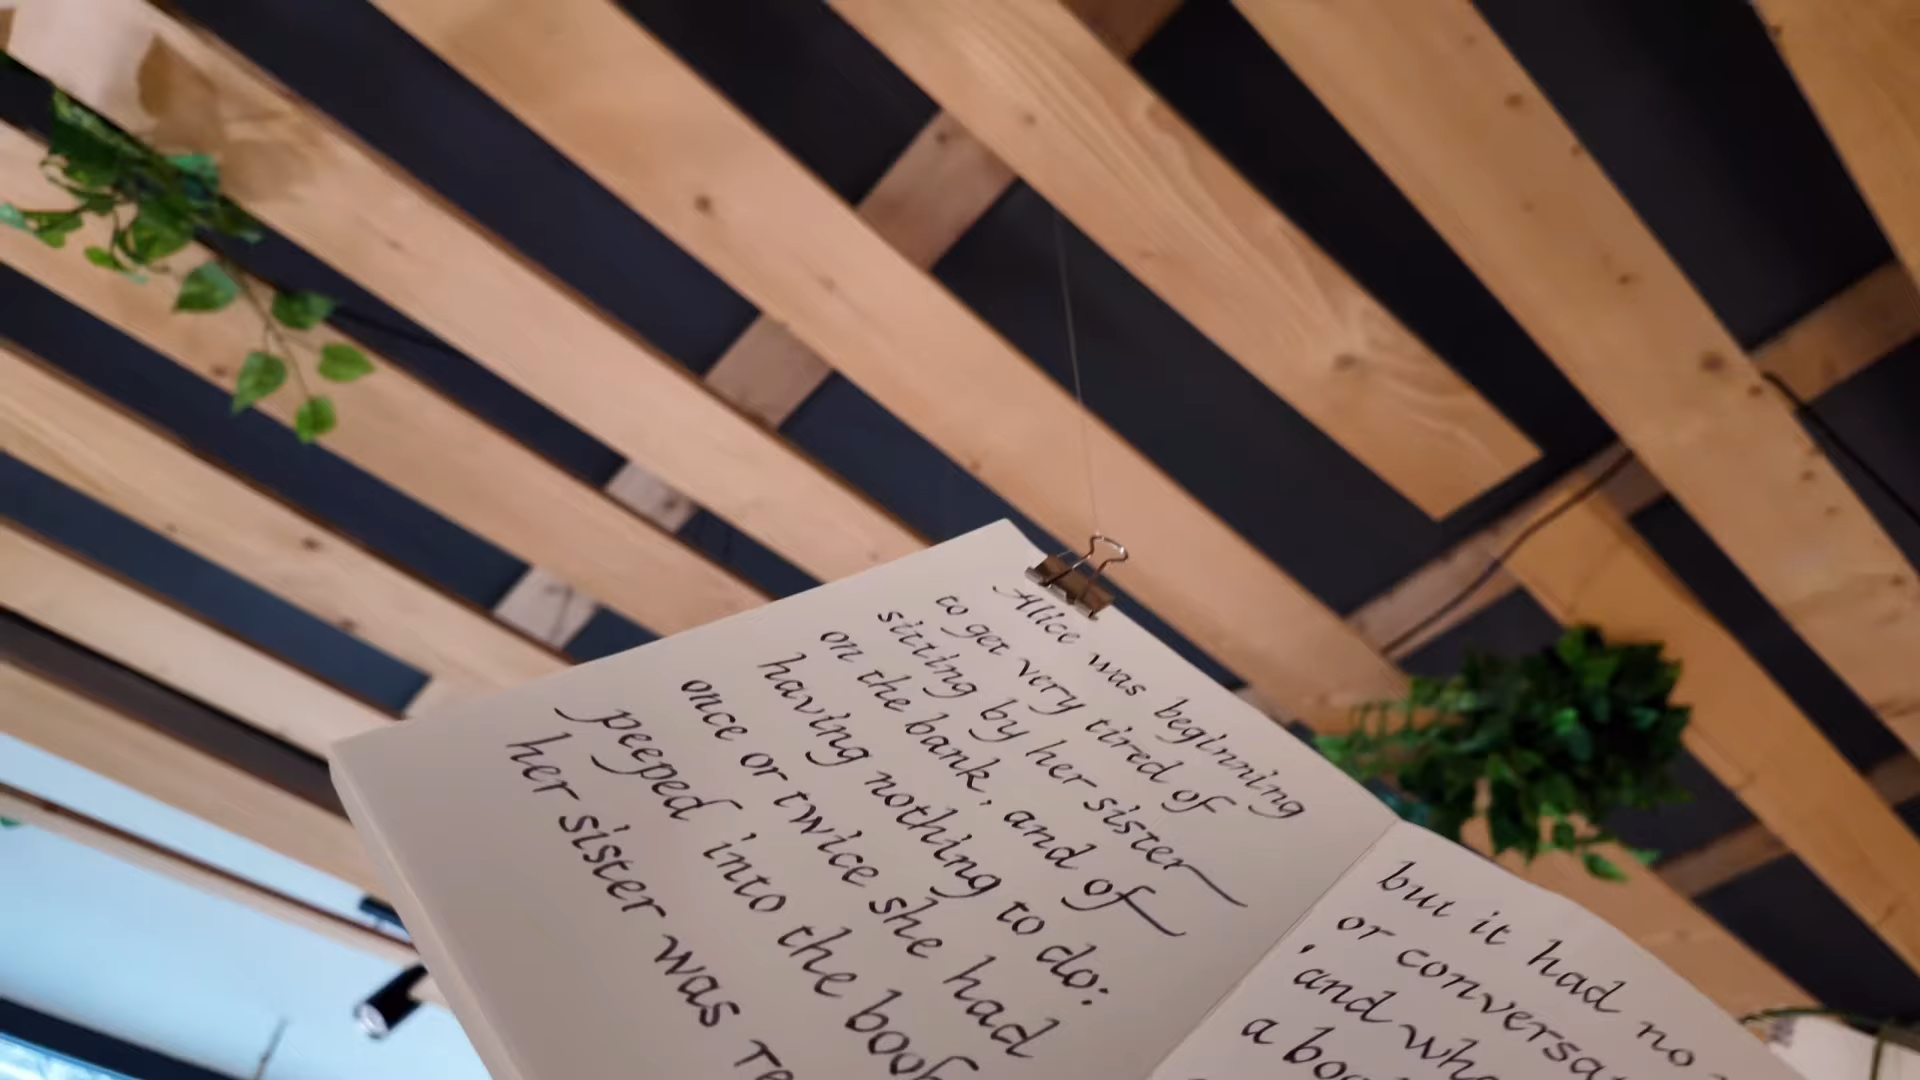 Alice was beginning
to get very tired of
sitting by her sister
on the bank, and of
having nothing to do:
once or twice she had
peeped into the book
her sister was
but it had no
or
'and
a